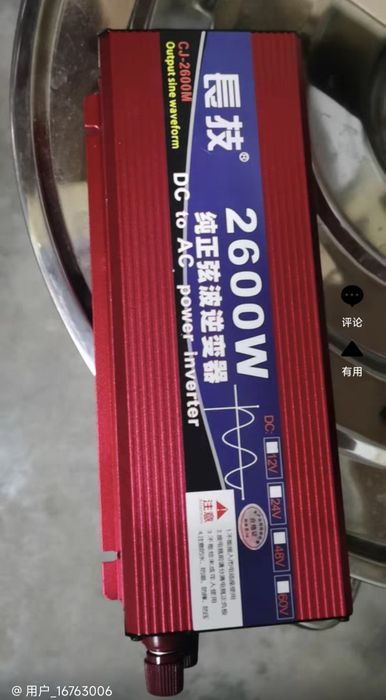 CJ-2600M
Output sine waveform
長技®
2600W
纯正弦波逆变器
DC to AC power inverter
DC:
12V
24V
48V
60V
注意
评论
有用
@用户_16763006